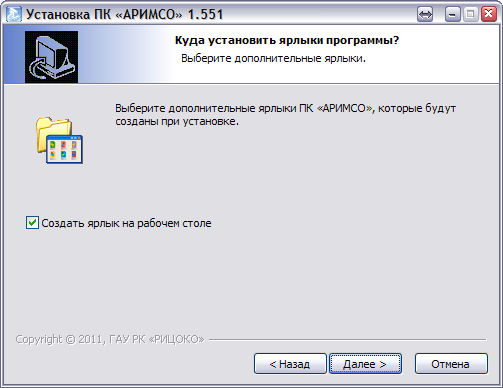 Установка ПК «АРИМСО» 1.551
Куда установить ярлыки программы?
Выберите дополнительные ярлыки.
Выберите дополнительные ярлыки ПК «АРИМСО», которые будут
созданы при установке.
Создать ярлык на рабочем столе
Copyright © 2011, ГАУ РК «РИЦОКО»
< Назад
Далее >
Отмена